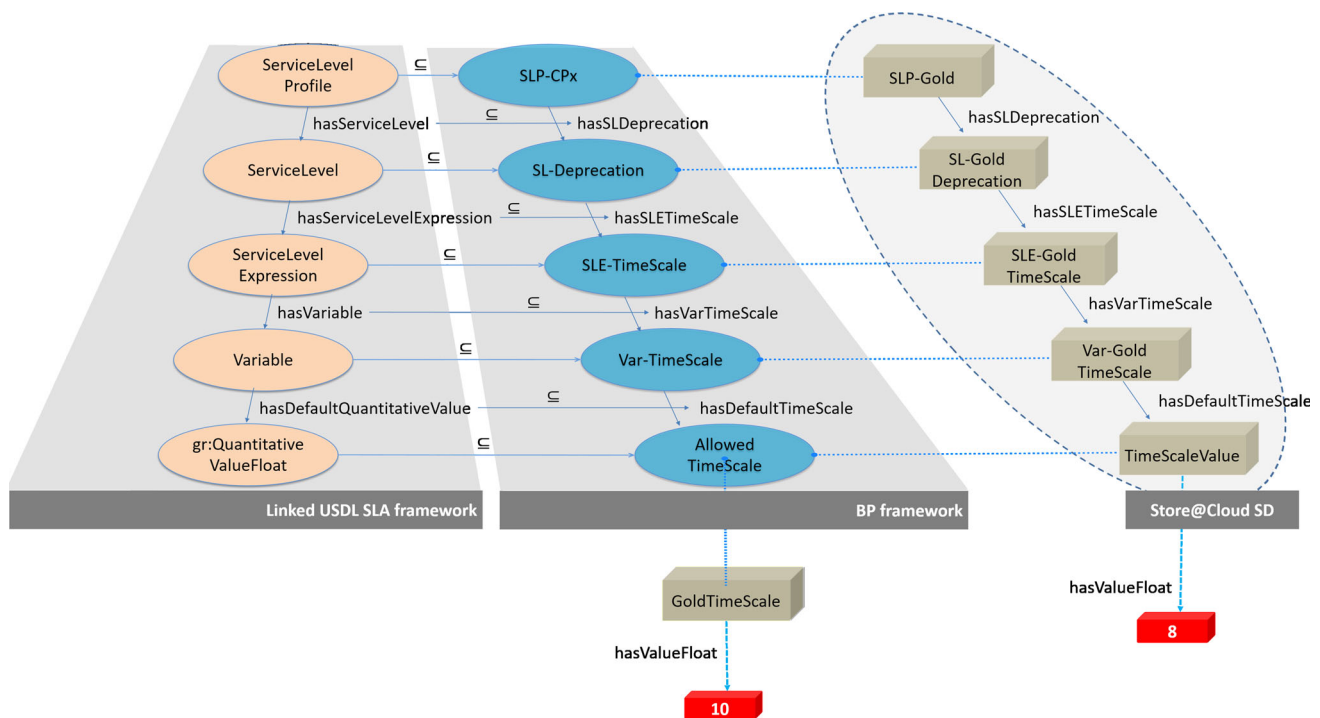 ServiceLevel
Profile
⊆
SLP-CPx
SLP-Gold
hasServiceLevel
⊆
hasSLDeprecation
hasSLDeprecation
ServiceLevel
⊆
SL-Deprecation
SL-Gold
Deprecation
hasServiceLevelExpression
⊆
hasSLETimeScale
hasSLETimeScale
ServiceLevel
Expression
⊆
SLE-TimeScale
SLE-Gold
TimeScale
hasVariable
⊆
hasVarTimeScale
hasVarTimeScale
Variable
⊆
Var-TimeScale
Var-Gold
TimeScale
hasDefaultQuantitativeValue
⊆
hasDefaultTimeScale
hasDefaultTimeScale
gr:Quantitative
ValueFloat
⊆
Allowed
TimeScale
TimeScaleValue
Linked USDL SLA framework
BP framework
Store@Cloud SD
GoldTimeScale
hasValueFloat
8
hasValueFloat
10